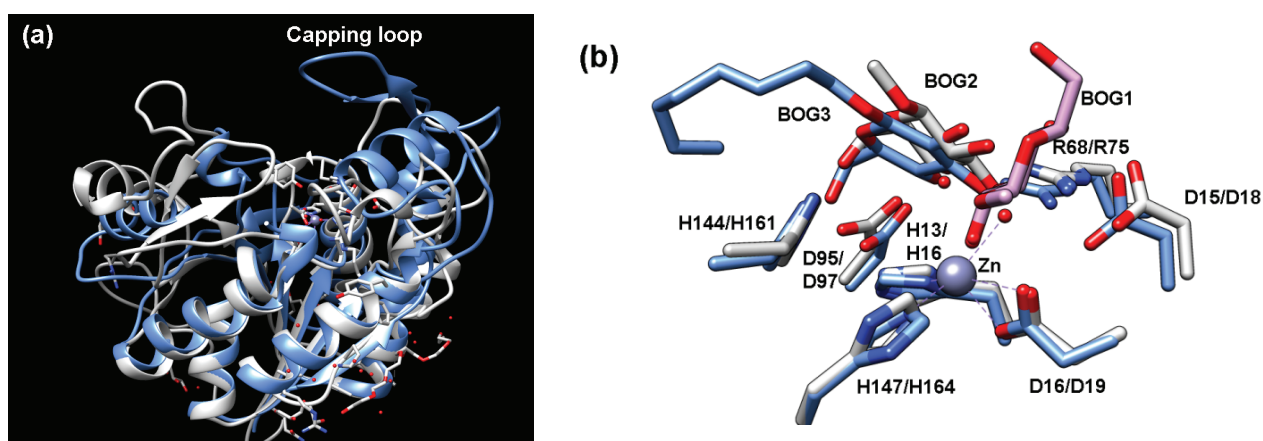 (a)
Capping loop
(b)
BOG2
BOG1
BOG3
R68/R75
D15/D18
H144/H161
H13/
H16
D95/
D97
Zn
H147/H164
D16/D19